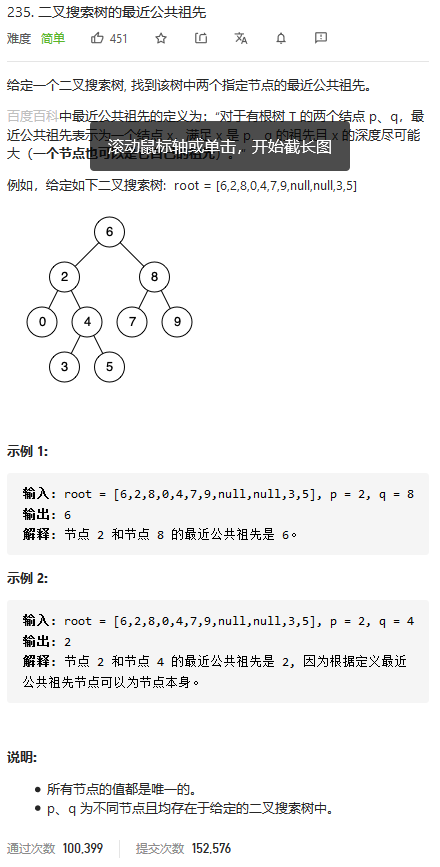 235. 二叉搜索树的最近公共祖先
难度 简单 451
给定一个二叉搜索树, 找到该树中两个指定节点的最近公共祖先。
百度百科中最近公共祖先的定义为：“对于有根树 T 的两个结点 p、q，最
近公共祖先表示为一个结点 x，满足 x 是 p、q 的祖先且 x 的深度尽可能
大（一个节点也可以是它自己的祖先）。”
滚动鼠标轴或单击，开始截长图
例如，给定如下二叉搜索树: root = [6,2,8,0,4,7,9,null,null,3,5]
6
2 8
0 4 7 9
3 5
示例 1:
输入: root = [6,2,8,0,4,7,9,null,null,3,5], p = 2, q = 8
输出: 6
解释: 节点 2 和节点 8 的最近公共祖先是 6。
示例 2:
输入: root = [6,2,8,0,4,7,9,null,null,3,5], p = 2, q = 4
输出: 2
解释: 节点 2 和节点 4 的最近公共祖先是 2, 因为根据定义最近
公共祖先节点可以为节点本身。
说明:
所有节点的值都是唯一的。
p、q 为不同节点且均存在于给定的二叉搜索树中。
通过次数 100,399 提交次数 152,576